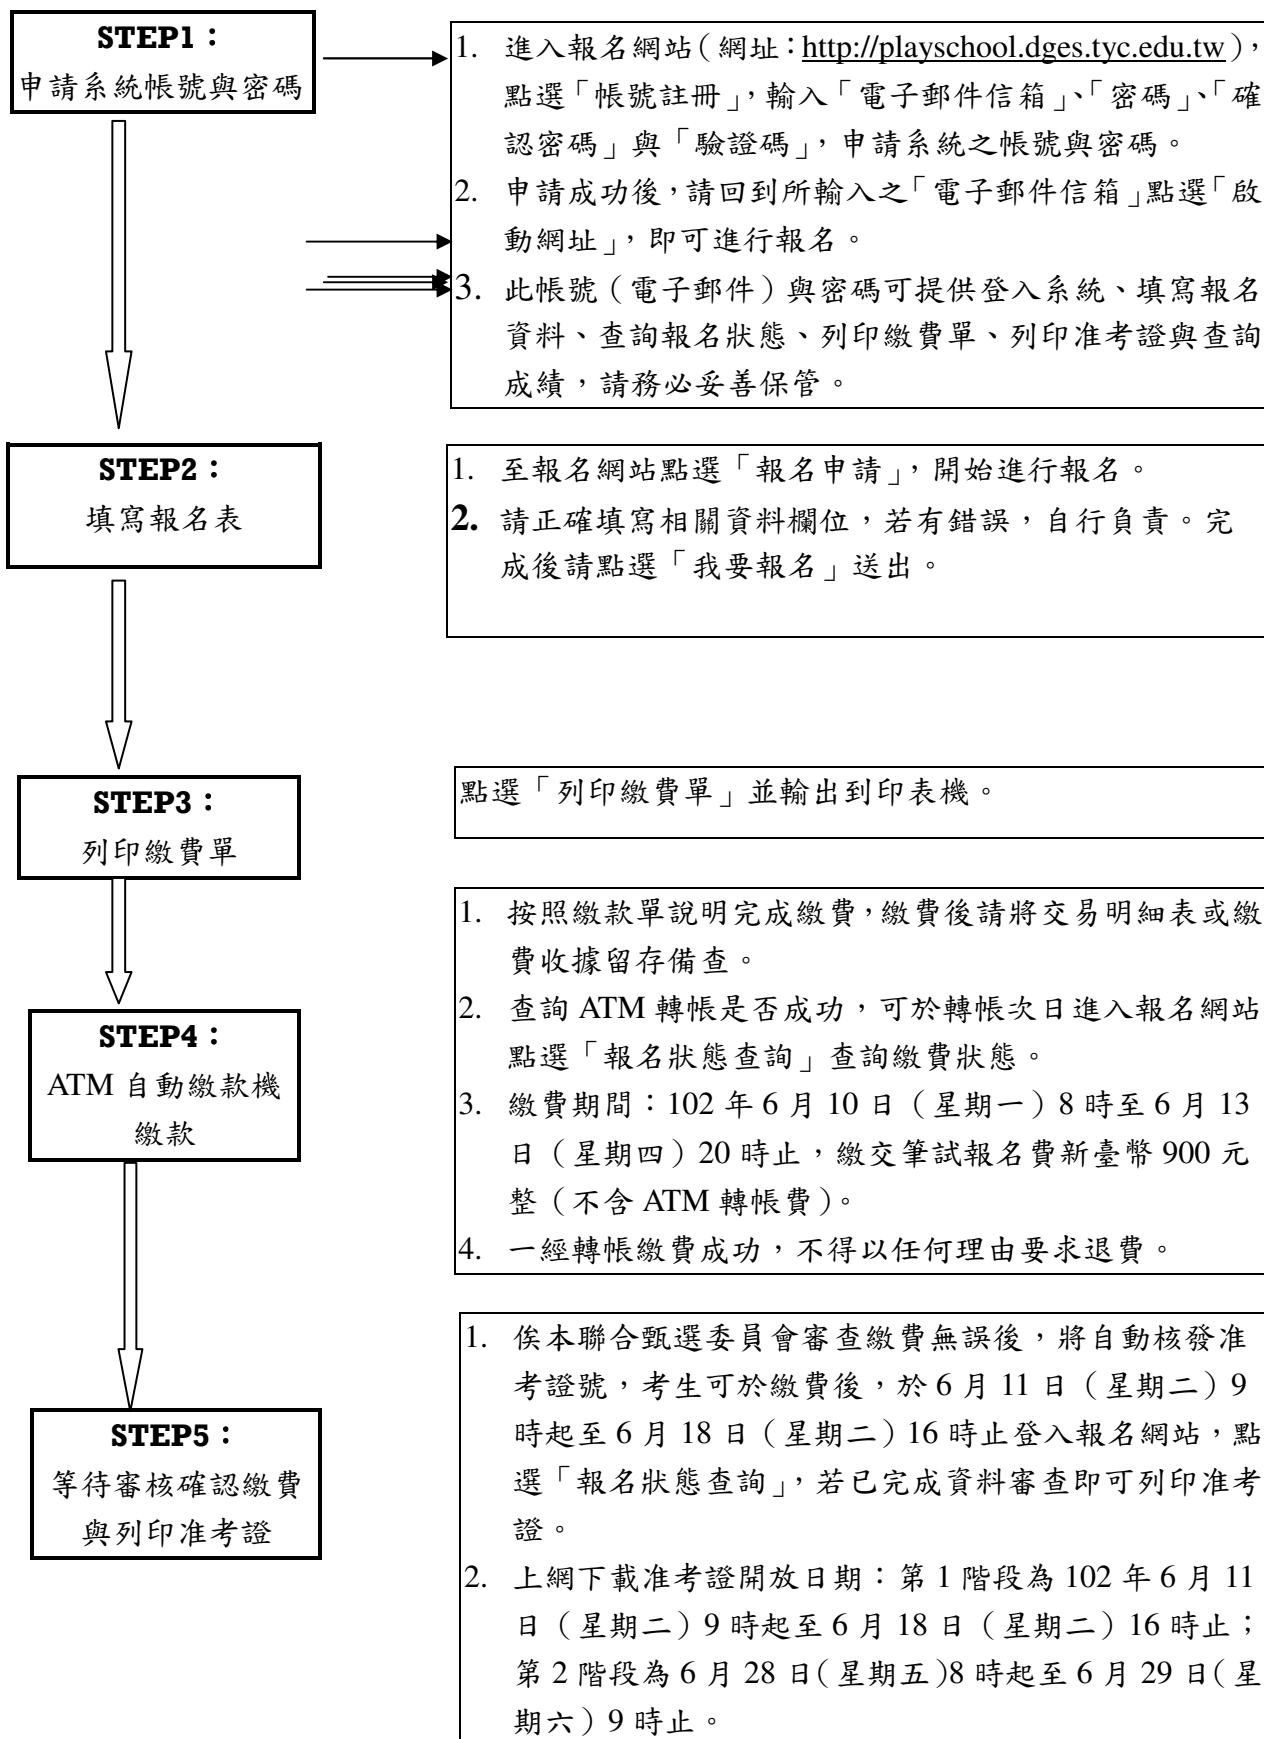 STEP1：
申請系統帳號與密碼
1. 進入報名網站（網址：http://playschool.dges.tyc.edu.tw），
點選「帳號註冊」，輸入「電子郵件信箱」、「密碼」、「確
認密碼」與「驗證碼」，申請系統之帳號與密碼。
2. 申請成功後，請回到所輸入之「電子郵件信箱」點選「啟
動網址」，即可進行報名。
3. 此帳號（電子郵件）與密碼可提供登入系統、填寫報名
資料、查詢報名狀態、列印繳費單、列印准考證與查詢
成績，請務必妥善保管。
STEP2：
填寫報名表
1. 至報名網站點選「報名申請」，開始進行報名。
2. 請正確填寫相關資料欄位，若有錯誤，自行負責。完
成後請點選「我要報名」送出。
STEP3：
列印繳費單
點選「列印繳費單」並輸出到印表機。
STEP4：
ATM 自動繳款機
繳款
1. 按照繳款單說明完成繳費，繳費後請將交易明細表或繳
費收據留存備查。
2. 查詢 ATM 轉帳是否成功，可於轉帳次日進入報名網站
點選「報名狀態查詢」查詢繳費狀態。
3. 繳費期間：102 年 6 月 10 日（星期一）8 時至 6 月 13
日（星期四）20 時止，繳交筆試報名費新臺幣 900 元
整（不含 ATM 轉帳費）。
4. 一經轉帳繳費成功，不得以任何理由要求退費。
STEP5：
等待審核確認繳費
與列印准考證
1. 俟本聯合甄選委員會審查繳費無誤後，將自動核發准
考證號，考生可於繳費後，於 6 月 11 日（星期二）9
時起至 6 月 18 日（星期二）16 時止登入報名網站，點
選「報名狀態查詢」，若已完成資料審查即可列印准考
證。
2. 上網下載准考證開放日期：第 1 階段為 102 年 6 月 11
日（星期二）9 時起至 6 月 18 日（星期二）16 時止；
第 2 階段為 6 月 28 日（星期五）8 時起至 6 月 29 日（星
期六）9 時止。